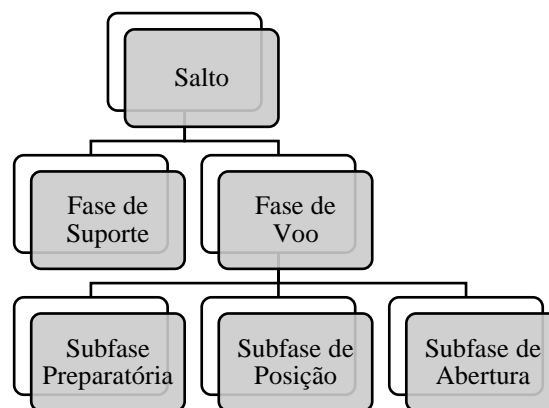 Salto
Fase de
Suporte
Fase de
Voo
Subfase
Preparatória
Subfase de
Posição
Subfase de
Abertura